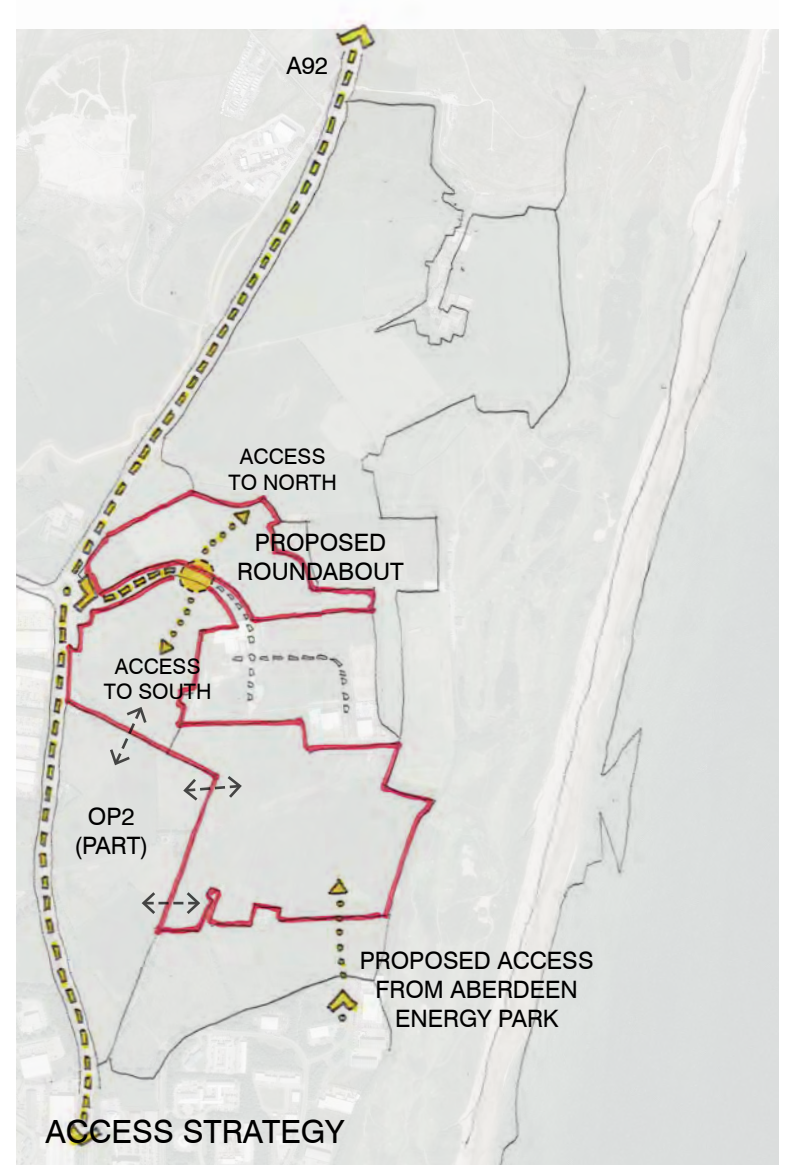 A92
ACCESS
TO NORTH
PROPOSED
ROUNDABOUT
ACCESS
TO SOUTH
OP2
(PART)
PROPOSED ACCESS
FROM ABERDEEN
ENERGY PARK
ACCESS STRATEGY